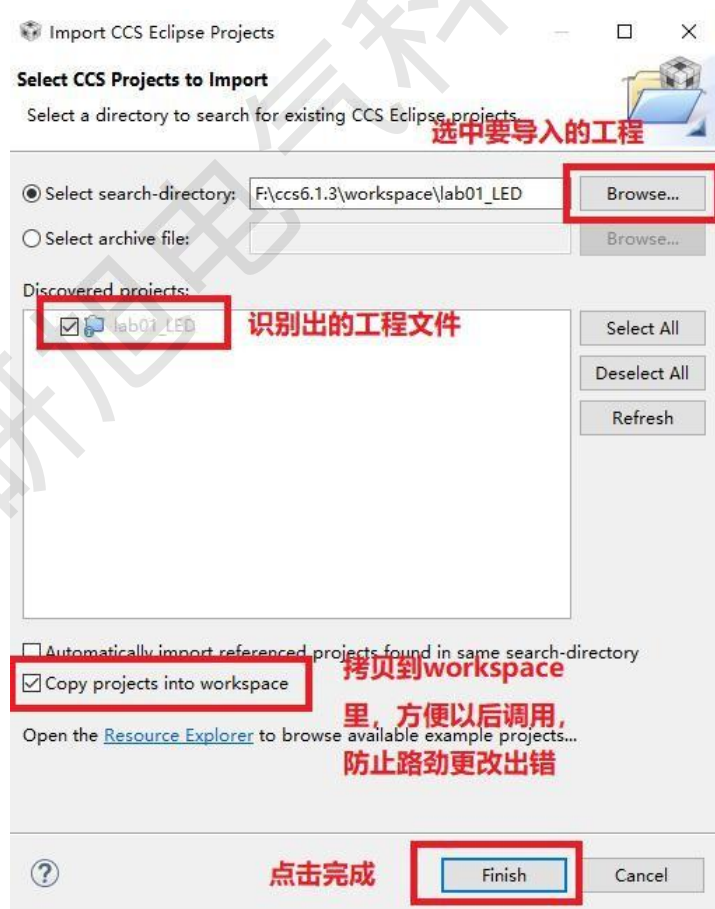 Import CCS Eclipse Projects
Select CCS Projects to Import
Select a directory to search for existing CCS Eclipse projects.
选中要导入的工程
Select search-directory:
F:\ccs6.1.3\workspace\lab01_LED
Browse...
Select archive file:
Browse...
Discovered projects:
lab01_LED
识别出的工程文件
Select All
Deselect All
Refresh
Automatically import referenced projects found in same search-directory
拷贝到workspace
Copy projects into workspace
里，方便以后调用，
Open the Resource Explorer to browse available example projects...
防止路劲更改出错
点击完成
Finish
Cancel
研旭电气科